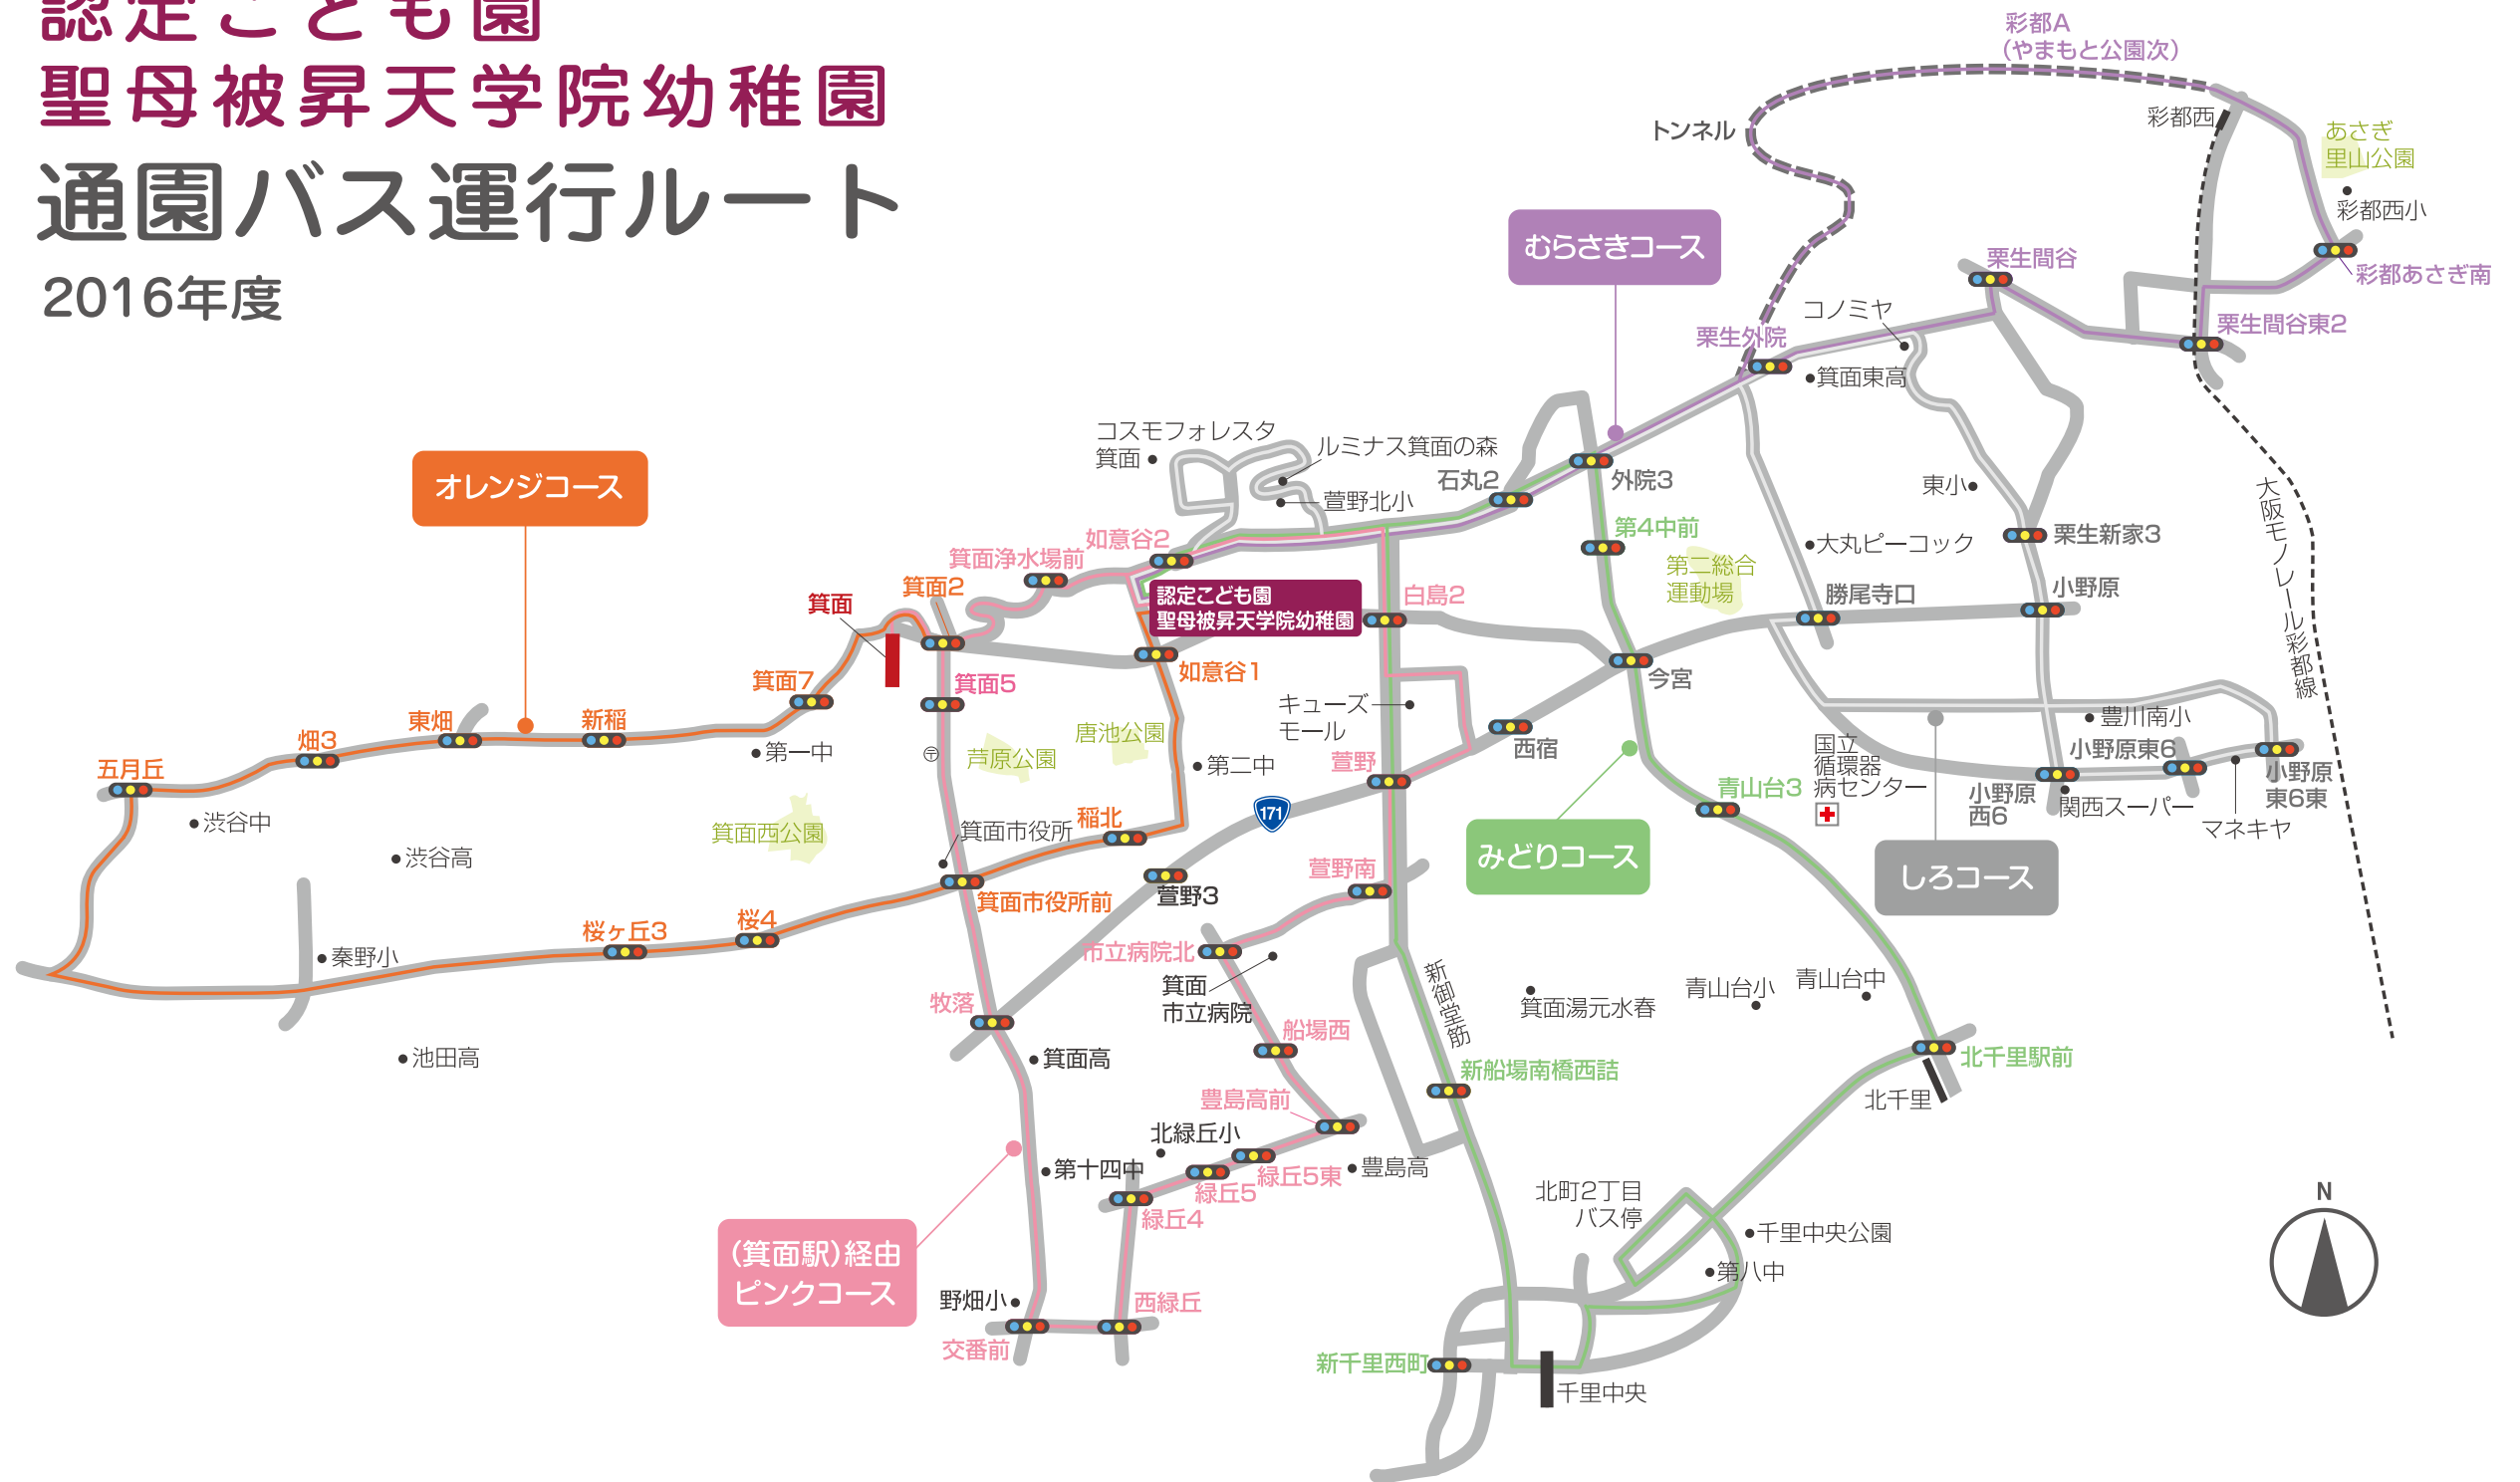 認定こども園
聖母被昇天学院幼稚園
通園バス運行ルート
2016年度
彩都A
(やまもと公園次)
トンネル
彩都西
あさぎ
里山公園
彩都西小
むらさきコース
栗生間谷
彩都あさぎ南
コノミヤ
栗生外院
栗生間谷東2
箕面東高
コスモフォレスタ
箕面
ルミナス箕面の森
石丸2
外院3
萱野北小
オレンジコース
東小
大阪モノレール彩都線
第4中前
栗生新家3
如意谷2
箕面浄水場前
大丸ピーコック
第二総合
運動場
箕面2
箕面
認定こども園
聖母被昇天学院幼稚園
白島2
勝尾寺口
小野原
如意谷1
箕面7
箕面5
今宮
キューズ
モール
東畑
新稲
畑3
第一中
〒
芦原公園
唐池公園
第二中
萱野
西宿
国立
循環器
病センター
豊川南小
小野原東6
五月丘
小野原
東6東
青山台3
小野原
西6
関西スーパー
マネキヤ
渋谷中
渋谷高
箕面西公園
箕面市役所
稲北
171
みどりコース
しろコース
萱野南
萱野3
箕面市役所前
桜ヶ丘3
桜4
秦野小
市立病院北
箕面
市立病院
新御堂筋
箕面湯元水春
青山台小
青山台中
牧落
船場西
池田高
箕面高
新船場南橋西詰
北千里駅前
北千里
豊島高前
北緑丘小
第十四中
緑丘5東
豊島高
緑丘5
緑丘4
北町2丁目
バス停
千里中央公園
第八中
N
(箕面駅)経由
ピンクコース
野畑小
西緑丘
交番前
新千里西町
千里中央